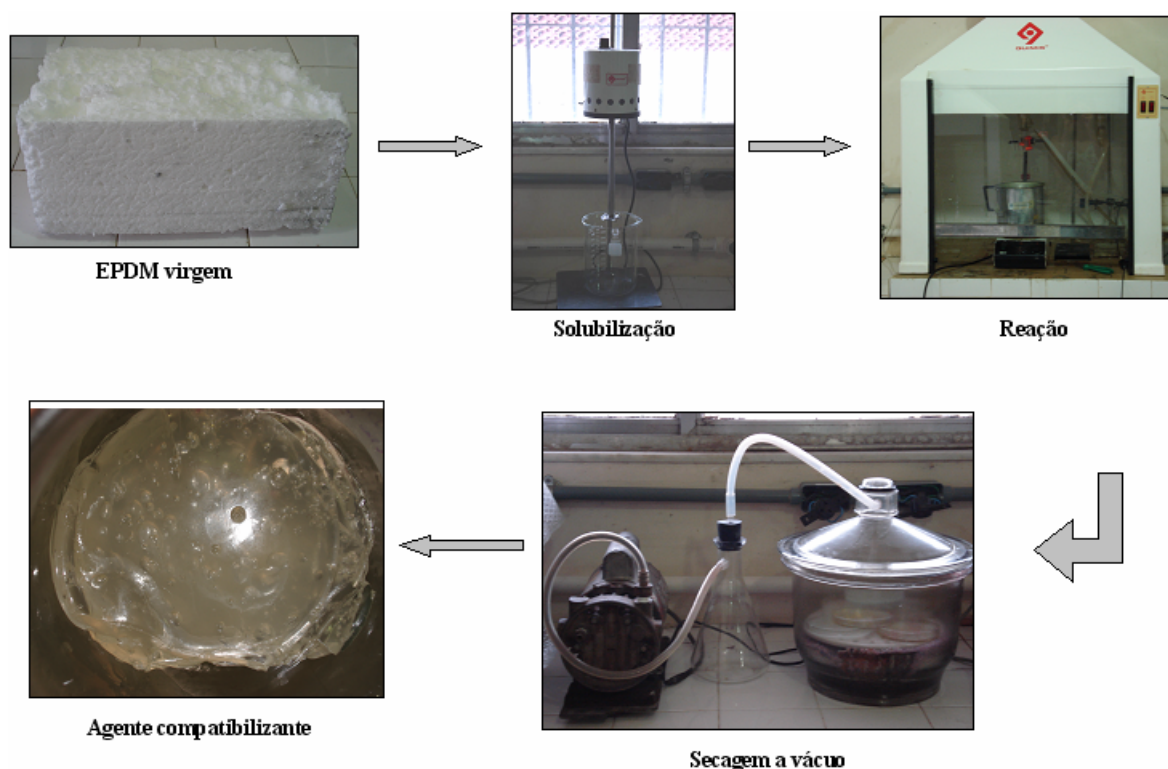 EPDM virgem
Solubilização
Reação
Agente compatibilizante
Secagem a vácuo